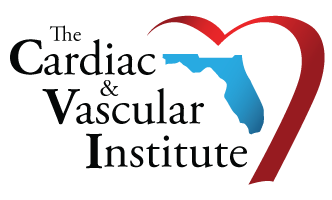 The
Cardiac
&
Vascular
Institute